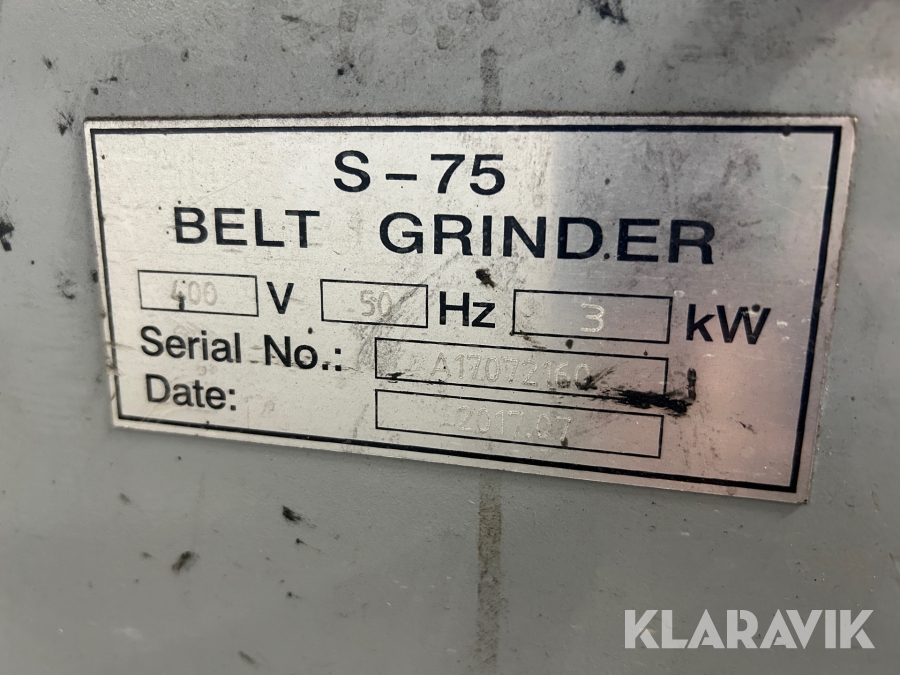 S-75
BELT GRINDER
400 V 50 Hz 3 kW
Serial No.: A17072160
Date: 2017.07
KLARAVIK